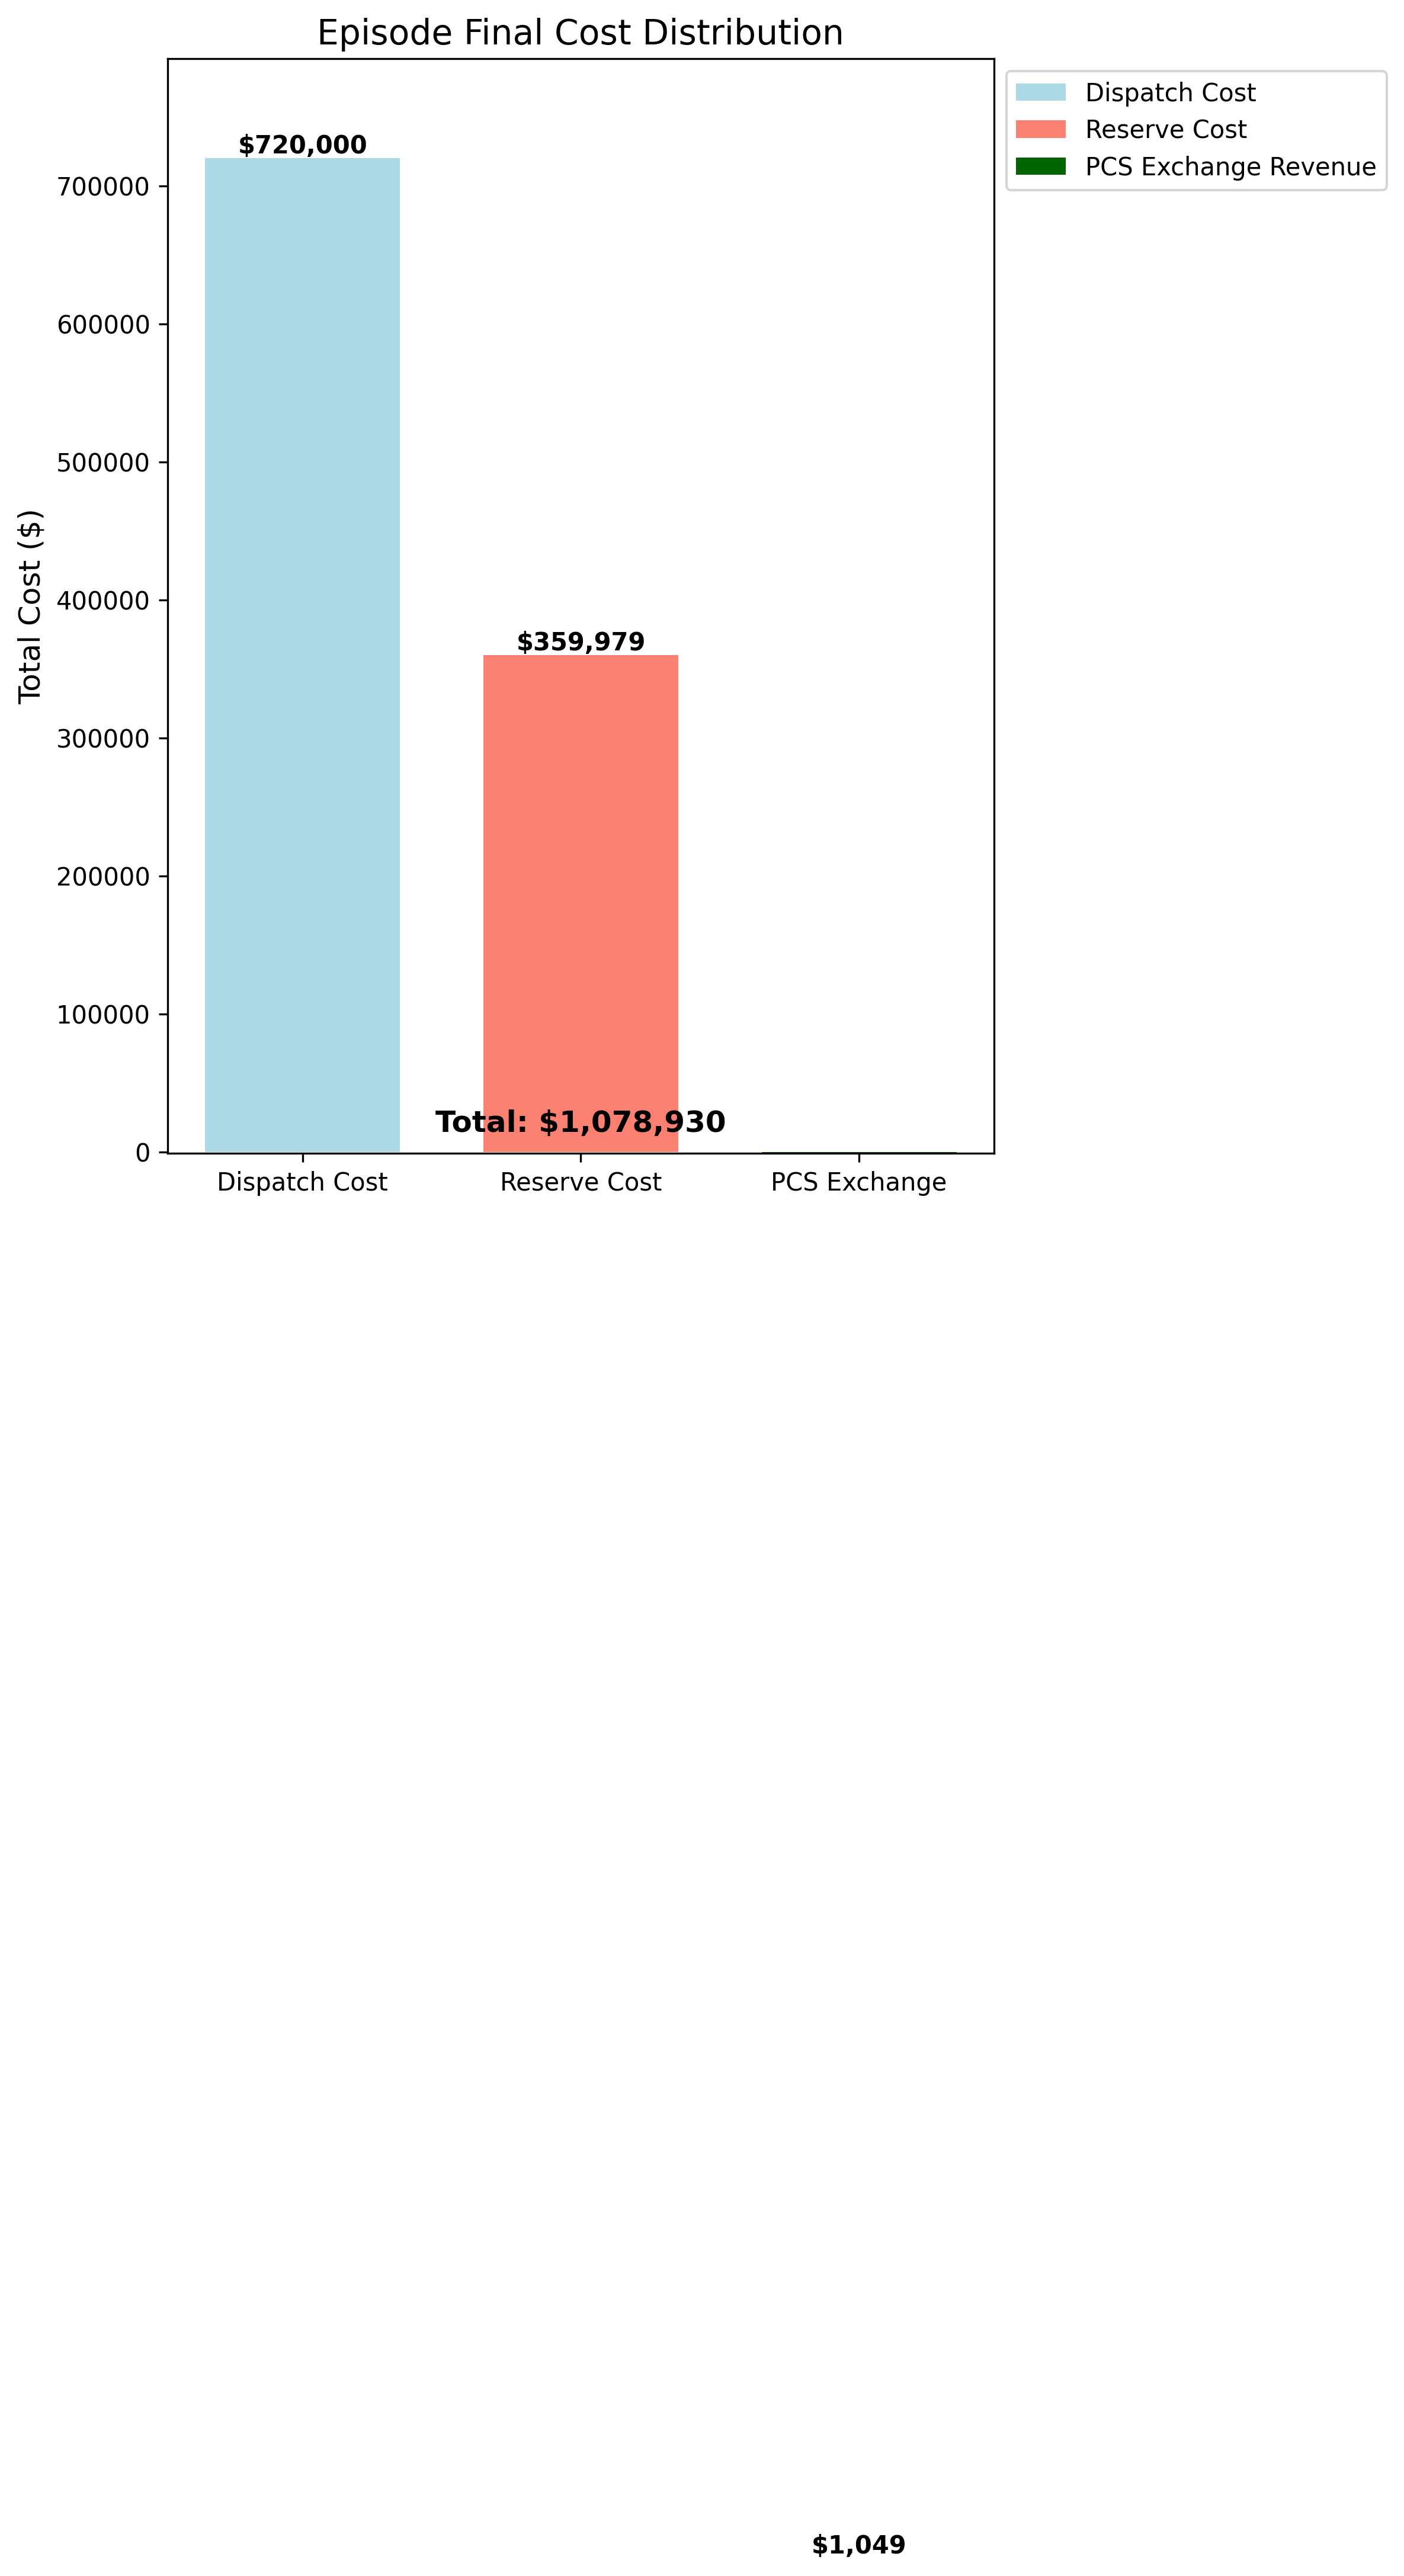 Episode Final Cost Distribution
Dispatch Cost
Reserve Cost
PCS Exchange Revenue
Total Cost ($)
700000
600000
500000
400000
300000
200000
100000
0
$720,000
$359,979
Total: $1,078,930
Dispatch Cost
Reserve Cost
PCS Exchange
$1,049